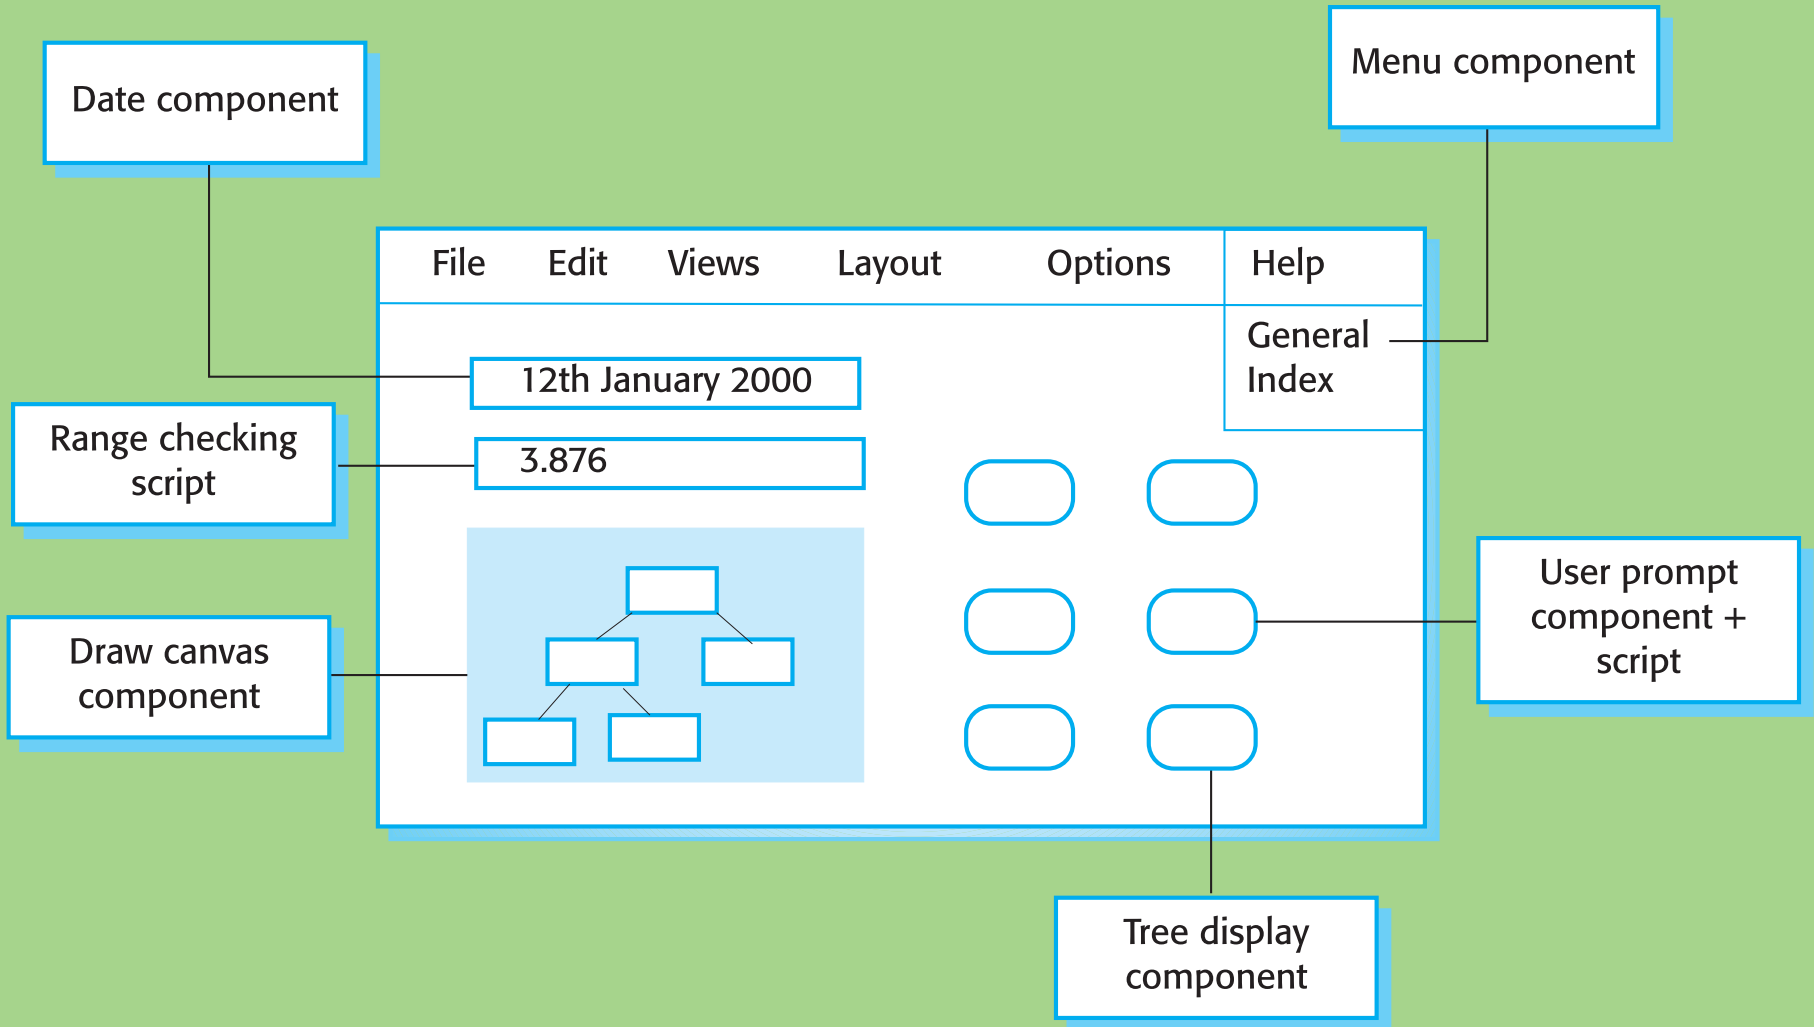 Date component
Menu component
File Edit Views Layout Options Help
General
Index
12th January 2000
Range checking
script
3.876
User prompt
component +
script
Draw canvas
component
Tree display
component